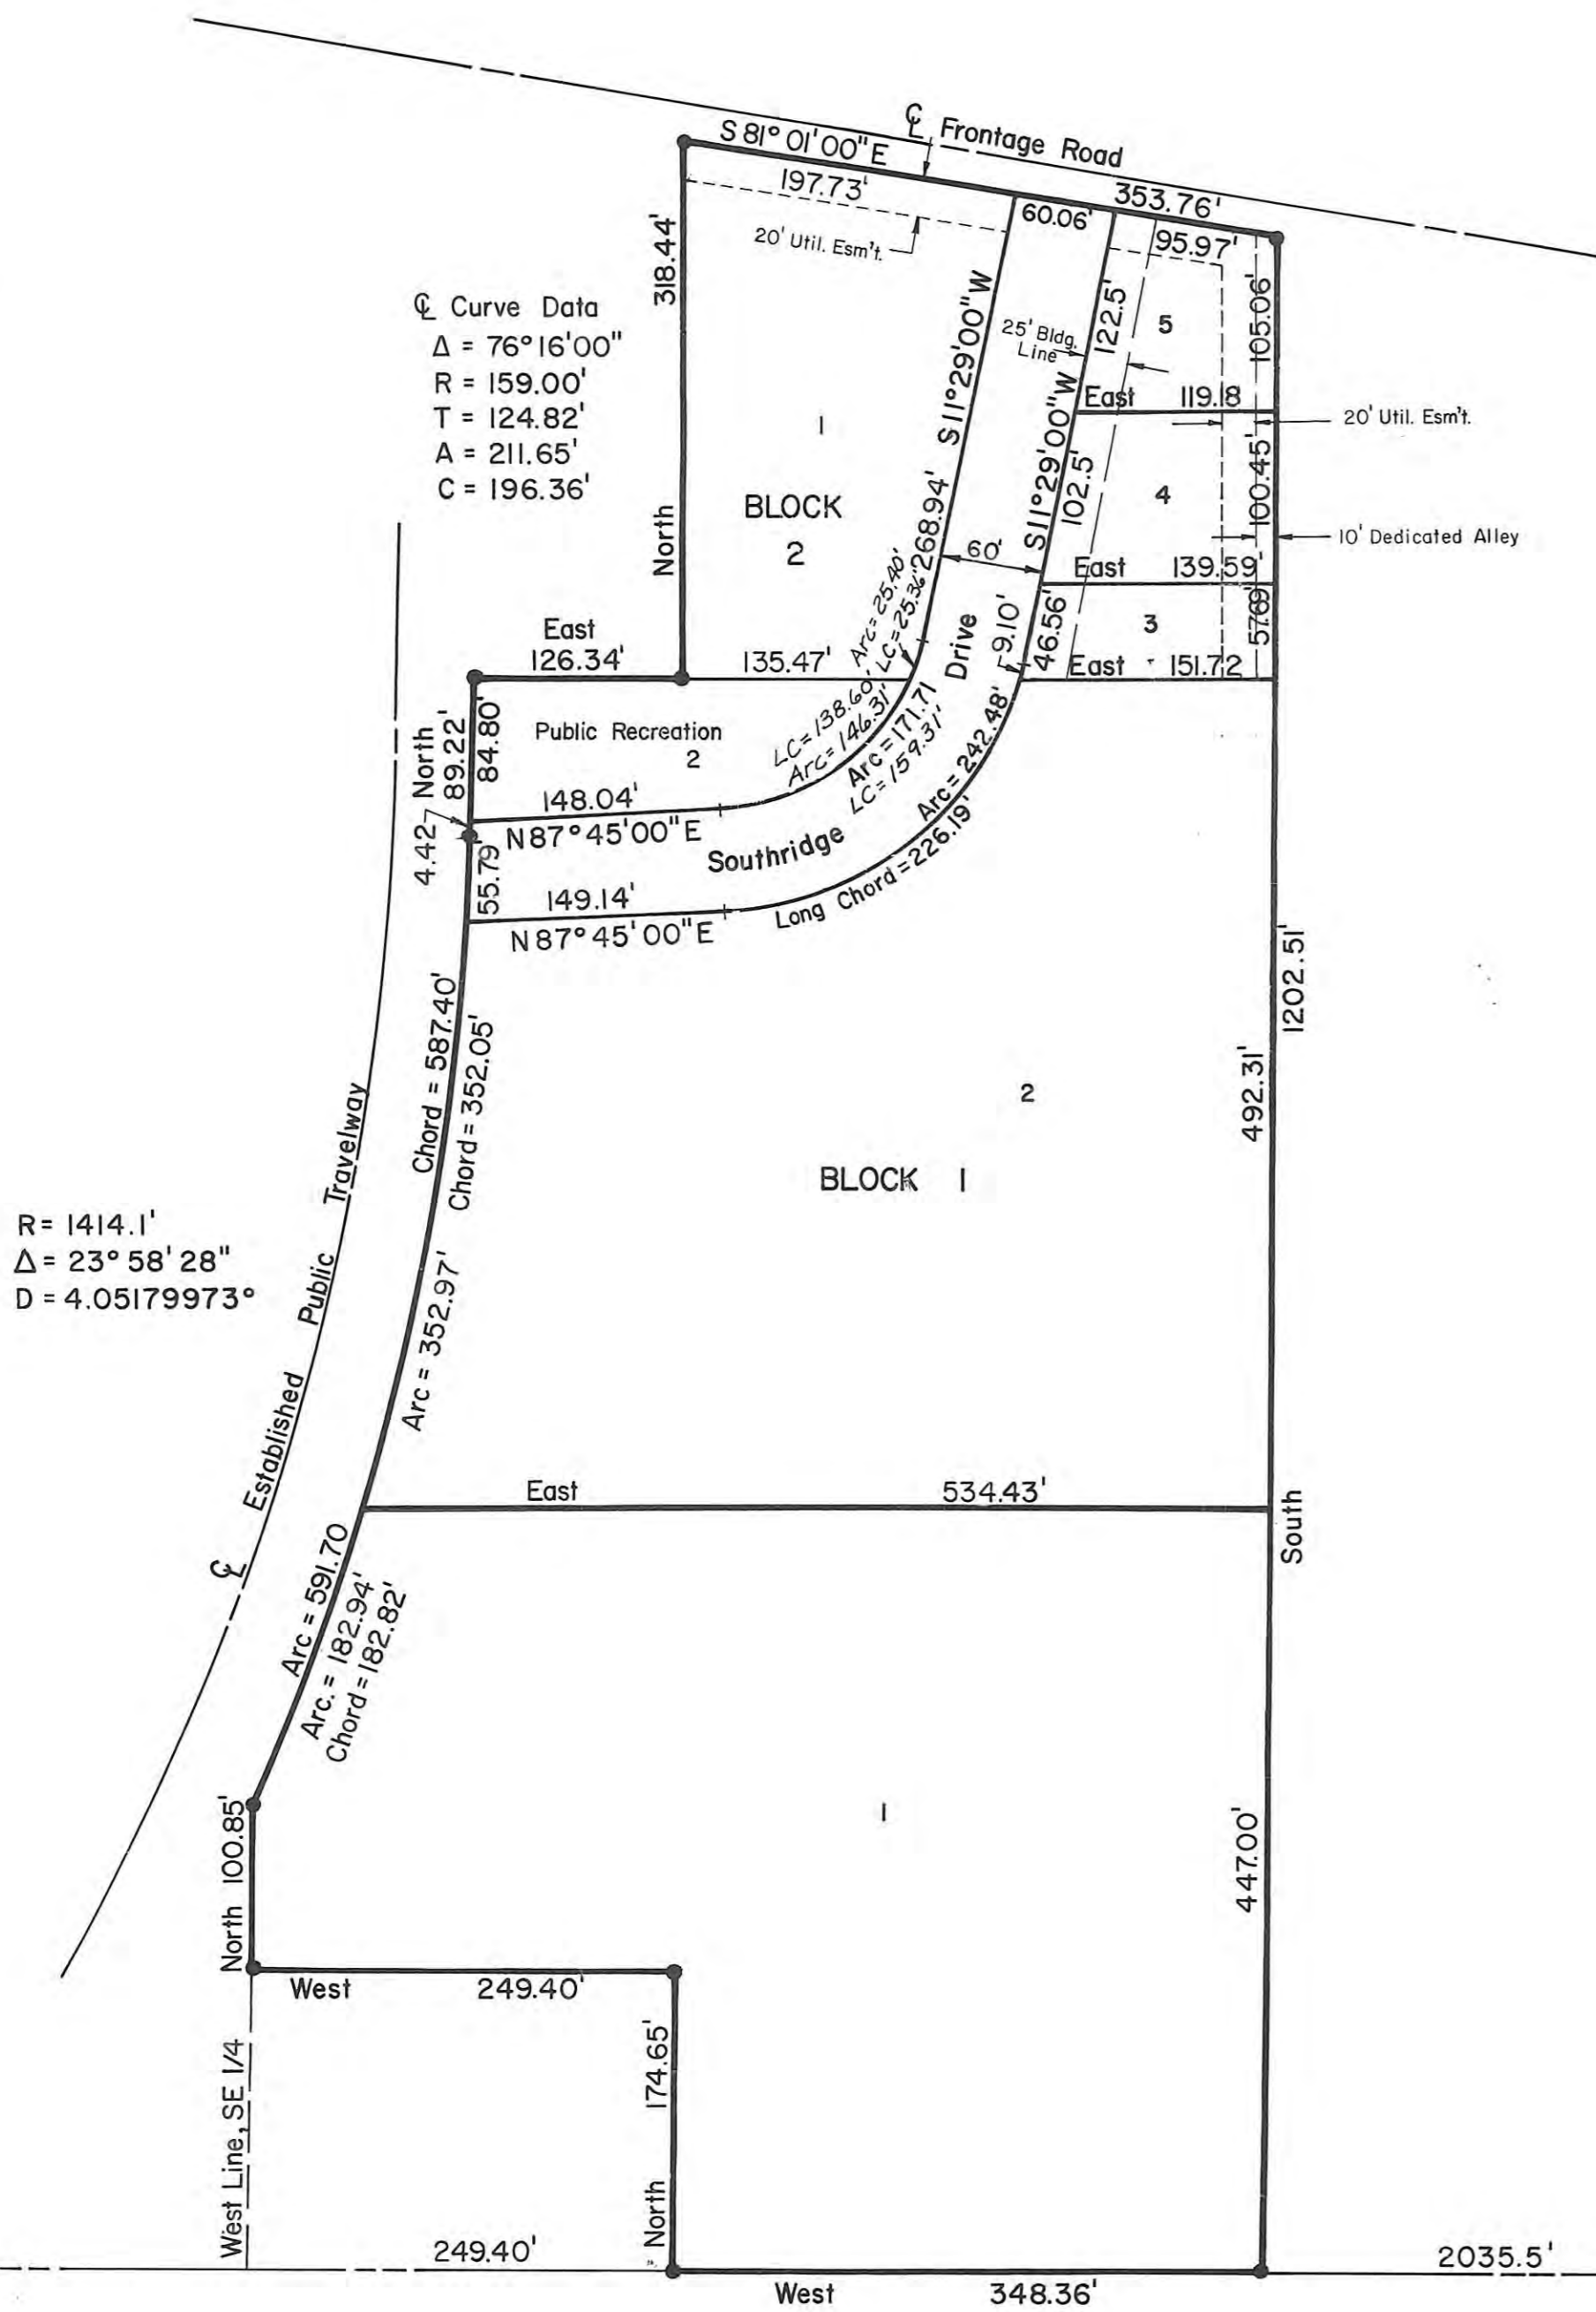 ℄ Frontage Road
S 81° 01' 00" E
353.76'
197.73'
60.06'
95.97'
20' Util. Esm't.
318.44'
North
℄ Curve Data
Δ = 76° 16' 00"
R = 159.00'
T = 124.82'
A = 211.65'
C = 196.36'
S 11° 29' 00" W
268.94'
25' Bldg.
Line
122.5'
5
105.06'
East 119.18
20' Util. Esm't.
1
BLOCK
2
S 11° 29' 00" W
102.5'
4
100.45'
10' Dedicated Alley
60'
East 139.59'
Arc = 25.40'
LC = 25.36'
9.10'
46.56'
3
57.69'
East
126.34'
135.47'
East 151.72
Drive
Public Recreation
2
LC = 138.60'
Arc = 146.31'
Arc = 171.71
LC = 159.31'
Arc = 242.48'
Long Chord = 226.19'
North
89.22'
84.80'
4.42
55.79'
148.04'
N 87° 45' 00" E
Southridge
149.14'
N 87° 45' 00" E
1202.51'
492.31'
Chord = 587.40'
Chord = 352.05'
2
BLOCK 1
℄ Established Public Travelway
R = 1414.1'
Δ = 23° 58' 28"
D = 4.05179973°
Arc = 352.97'
East 534.43'
South
Arc = 591.70
Arc. = 182.94'
Chord = 182.82'
1
North 100.85'
447.00'
West 249.40'
174.65'
North
West Line, SE 1/4
249.40'
2035.5'
West 348.36'